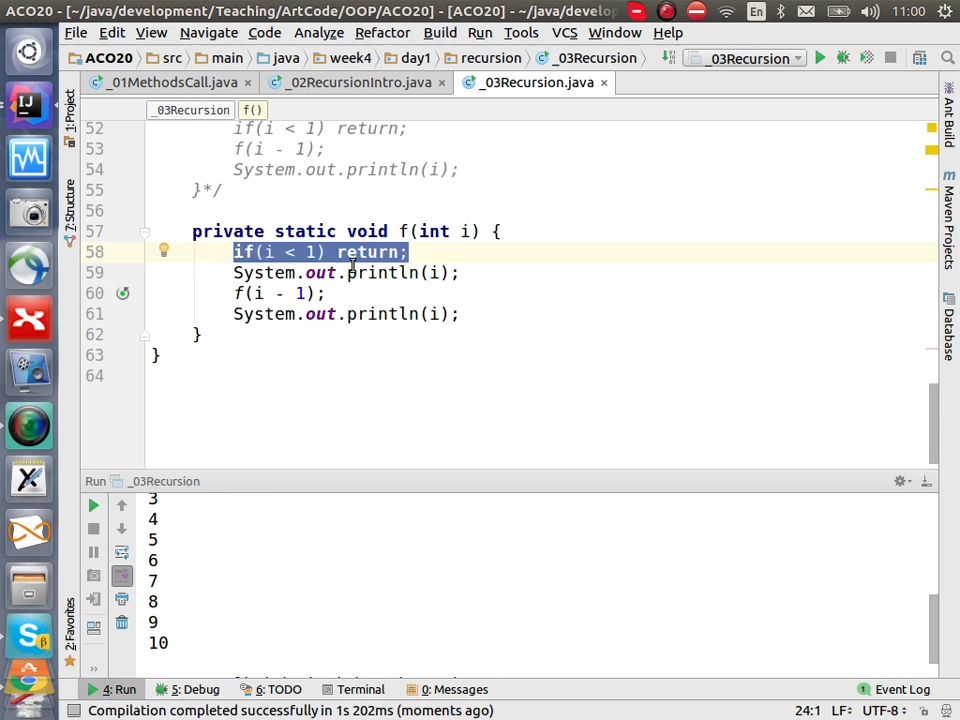 ACO20 - [~/java/development/Teaching/ArtCode/OOP/ACO20] - [ACO20] - [~/java/develop
En 11:00
File Edit View Navigate Code Analyze Refactor Build Run Tools VCS Window Help
ACO20 src main java week4 day1 recursion _03Recursion _03Recursion
_01MethodsCall.java × _02RecursionIntro.java × _03Recursion.java ×
_03Recursion f()
1: Project
7: Structure
2: Favorites
Ant Build
Maven Projects
Database
52 if(i < 1) return;
53 f(i - 1);
54 System.out.println(i);
55 }*/
56
57 private static void f(int i) {
58 if(i < 1) return;
59 System.out.println(i);
60 f(i - 1);
61 System.out.println(i);
62 }
63 }
64
Run _03Recursion
3
4
5
6
7
8
9
10
4: Run 5: Debug 6: TODO Terminal 0: Messages 1 Event Log
Compilation completed successfully in 1s 202ms (moments ago) 24:1 LF÷ UTF-8÷